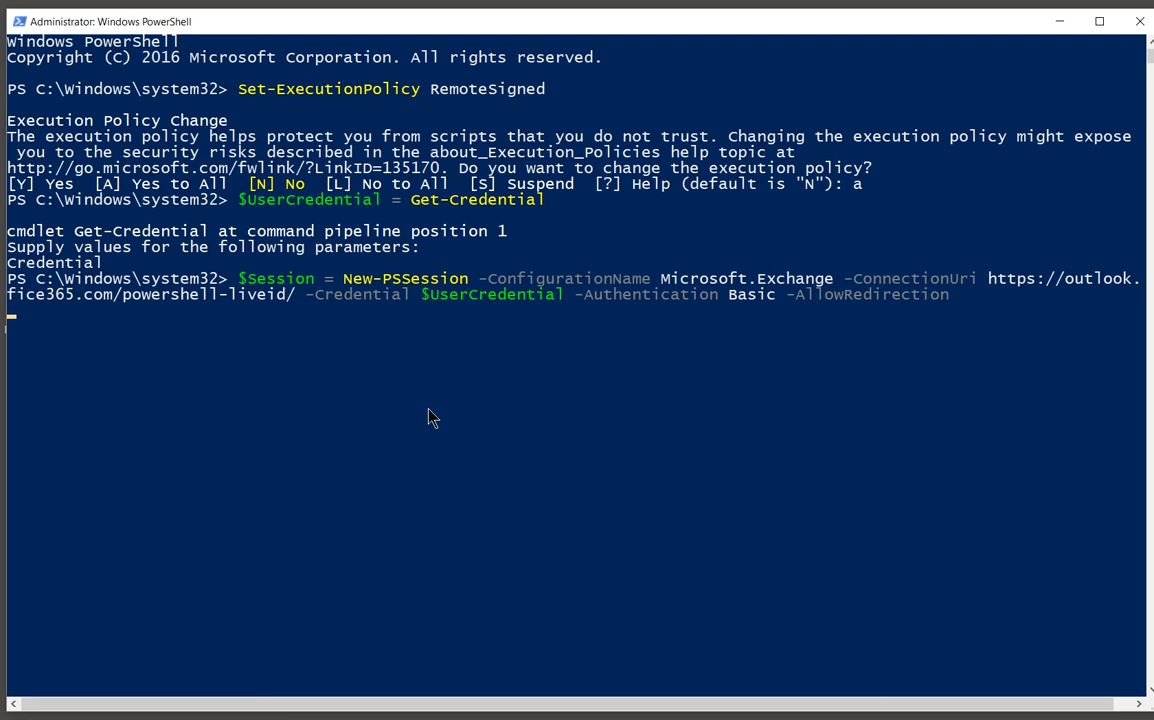 Administrator: Windows PowerShell
Windows PowerShell
Copyright (C) 2016 Microsoft Corporation. All rights reserved.
PS C:\Windows\system32> Set-ExecutionPolicy RemoteSigned
Execution Policy Change
The execution policy helps protect you from scripts that you do not trust. Changing the execution policy might expose
you to the security risks described in the about_Execution_Policies help topic at
http://go.microsoft.com/fwlink/?LinkID=135170. Do you want to change the execution policy?
[Y] Yes  [A] Yes to All  [N] No  [L] No to All  [S] Suspend  [?] Help (default is "N"): a
PS C:\Windows\system32> $UserCredential = Get-Credential
cmdlet Get-Credential at command pipeline position 1
Supply values for the following parameters:
Credential
PS C:\Windows\system32> $Session = New-PSSession -ConfigurationName Microsoft.Exchange -ConnectionUri https://outlook.
fice365.com/powershell-liveid/ -Credential $UserCredential -Authentication Basic -AllowRedirection